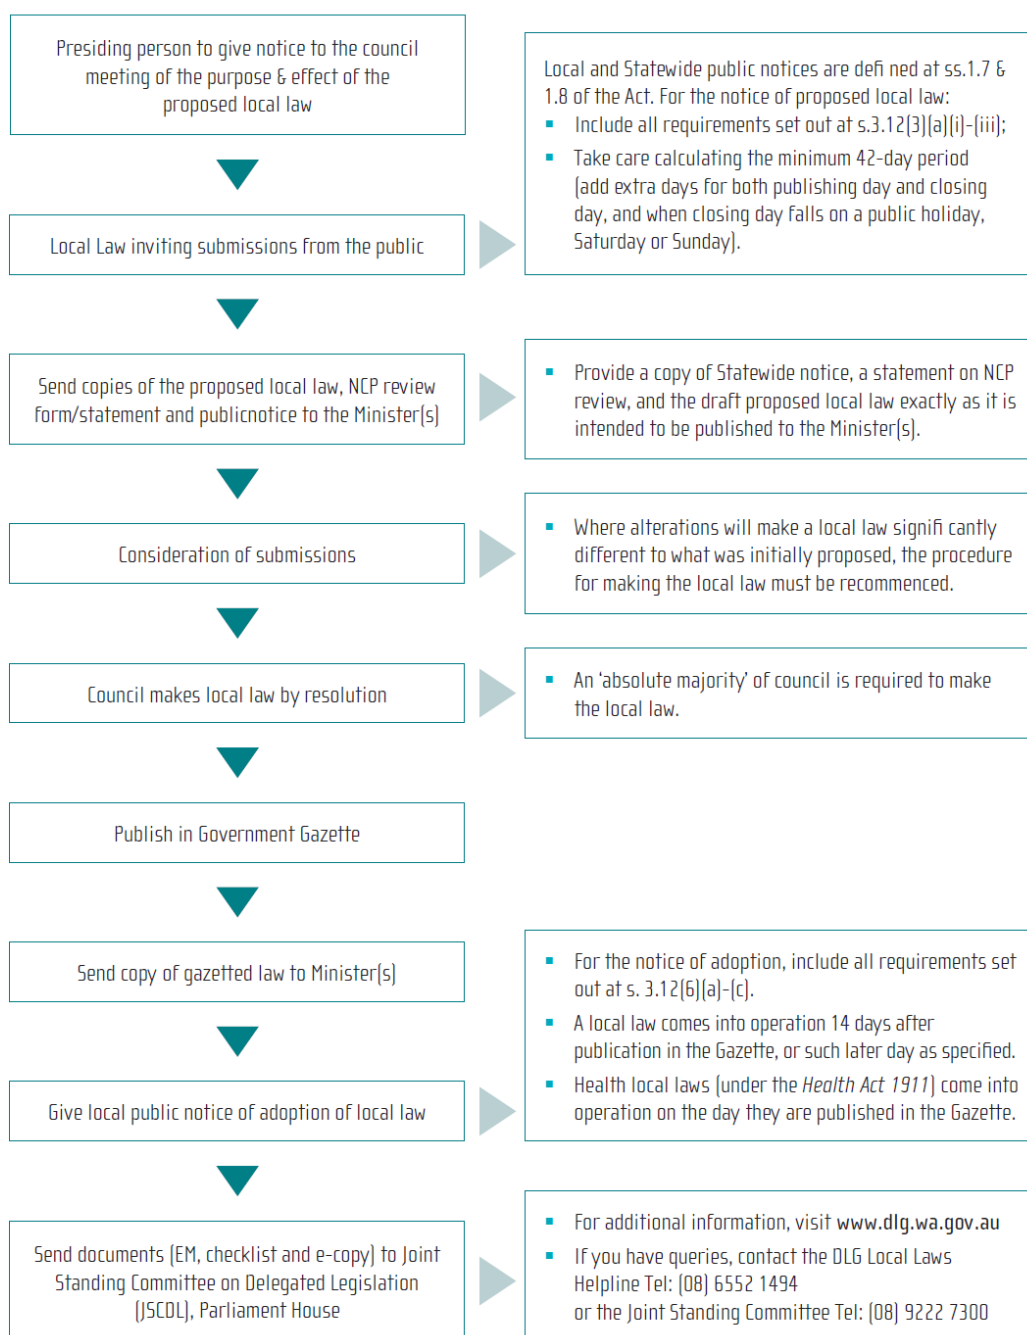 Presiding person to give notice to the council
meeting of the purpose & effect of the
proposed local law
Local and Statewide public notices are defi ned at ss.1.7 &
1.8 of the Act. For the notice of proposed local law:
▪ Include all requirements set out at s.3.12(3)(a)(i)-(iii);
▪ Take care calculating the minimum 42-day period
(add extra days for both publishing day and closing
day, and when closing day falls on a public holiday,
Saturday or Sunday).
Local Law inviting submissions from the public
Send copies of the proposed local law, NCP review
form/statement and publicnotice to the Minister(s)
▪ Provide a copy of Statewide notice, a statement on NCP
review, and the draft proposed local law exactly as it is
intended to be published to the Minister(s).
Consideration of submissions
▪ Where alterations will make a local law signifi cantly
different to what was initially proposed, the procedure
for making the local law must be recommenced.
Council makes local law by resolution
▪ An ‘absolute majority’ of council is required to make
the local law.
Publish in Government Gazette
Send copy of gazetted law to Minister(s)
▪ For the notice of adoption, include all requirements set
out at s. 3.12(6)(a)-(c).
▪ A local law comes into operation 14 days after
publication in the Gazette, or such later day as specified.
▪ Health local laws (under the Health Act 1911) come into
operation on the day they are published in the Gazette.
Give local public notice of adoption of local law
Send documents (EM, checklist and e-copy) to Joint
Standing Committee on Delegated Legislation
(JSCDL), Parliament House
▪ For additional information, visit www.dlg.wa.gov.au
▪ If you have queries, contact the DLG Local Laws
Helpline Tel: (08) 6552 1494
or the Joint Standing Committee Tel: (08) 9222 7300